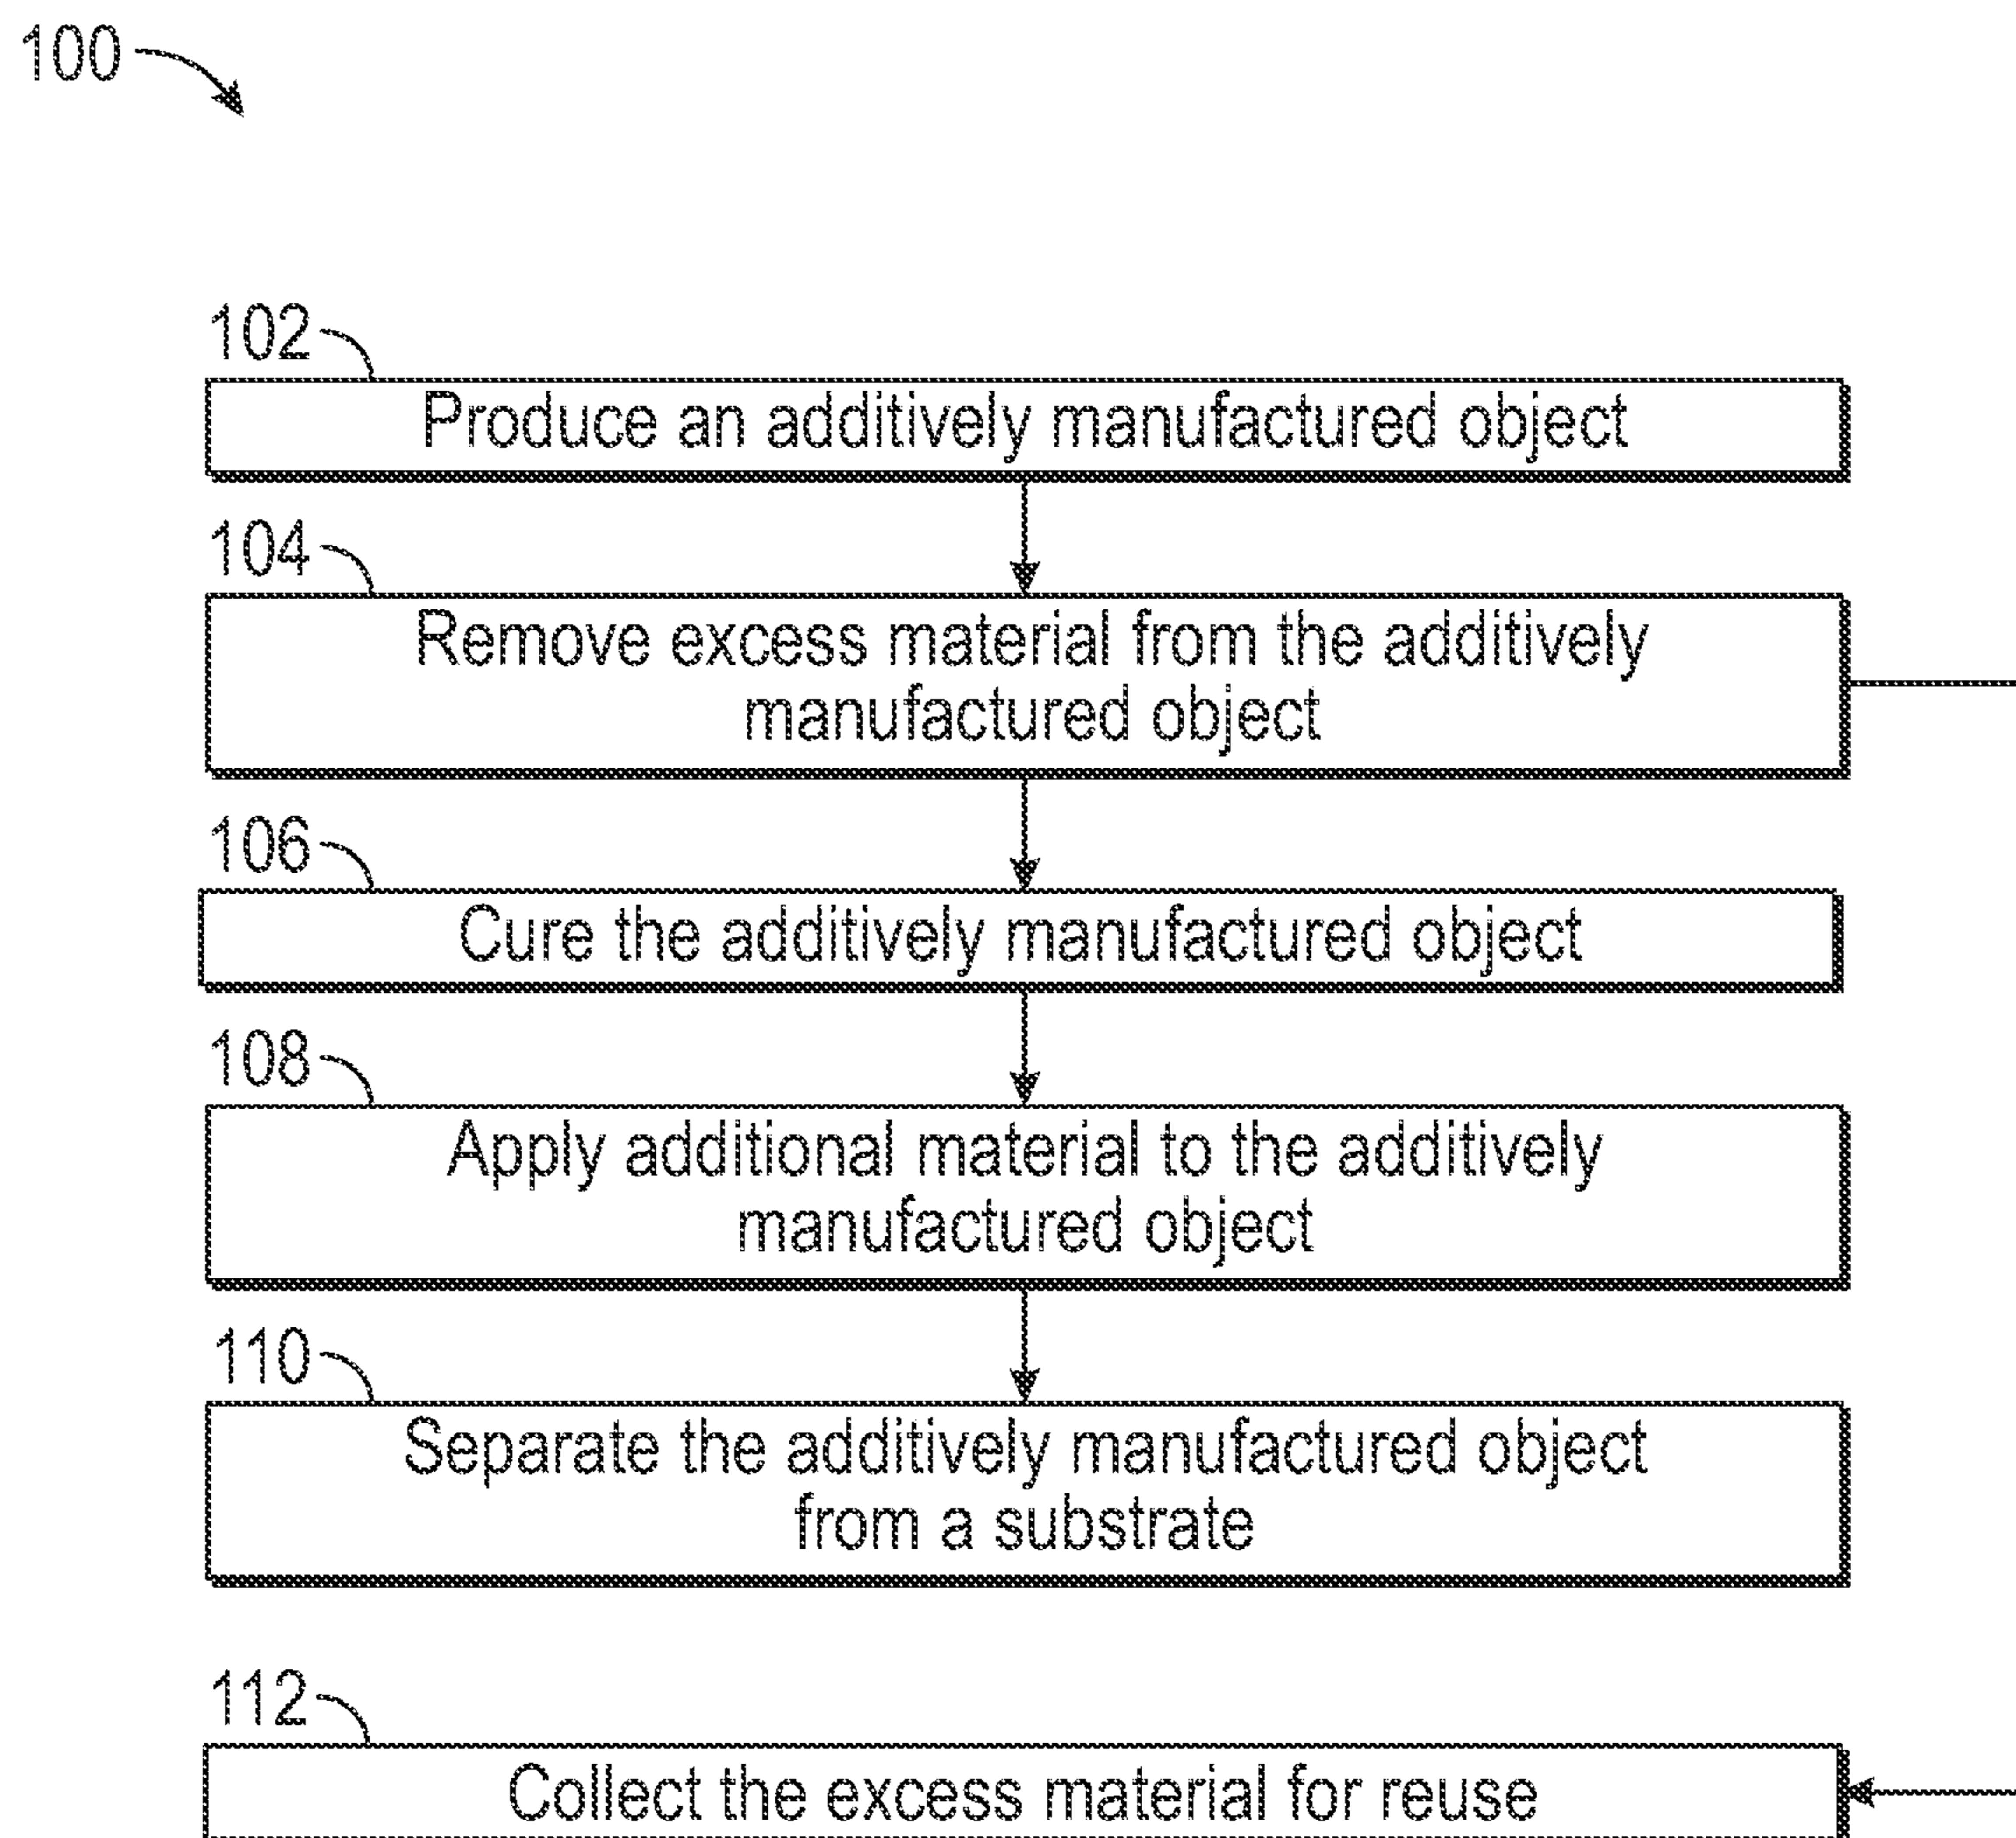 100
102
Produce an additively manufactured object
104
Remove excess material from the additively
manufactured object
106
Cure the additively manufactured object
108
Apply additional material to the additively
manufactured object
110
Separate the additively manufactured object
from a substrate
112
Collect the excess material for reuse